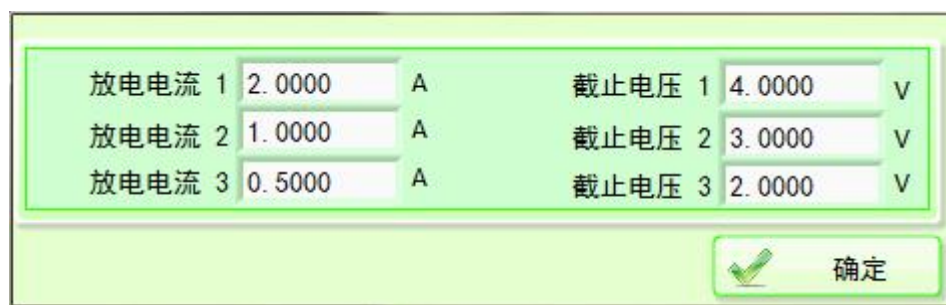 放电电流 1 2.0000 A 截止电压 1 4.0000 V
放电电流 2 1.0000 A 截止电压 2 3.0000 V
放电电流 3 0.5000 A 截止电压 3 2.0000 V
确定